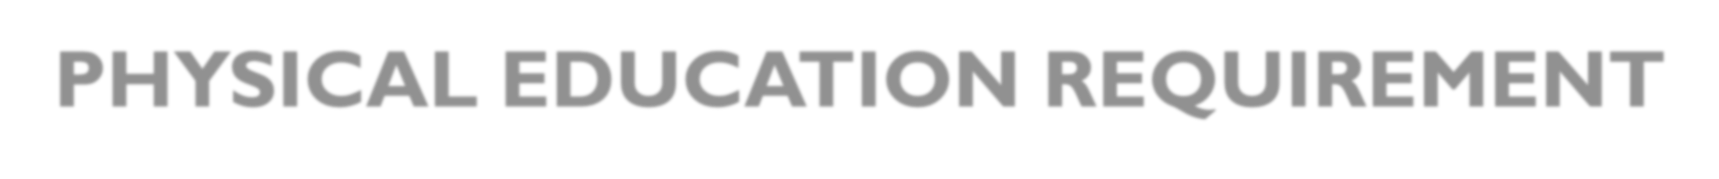 PHYSICAL EDUCATION REQUIREMENT